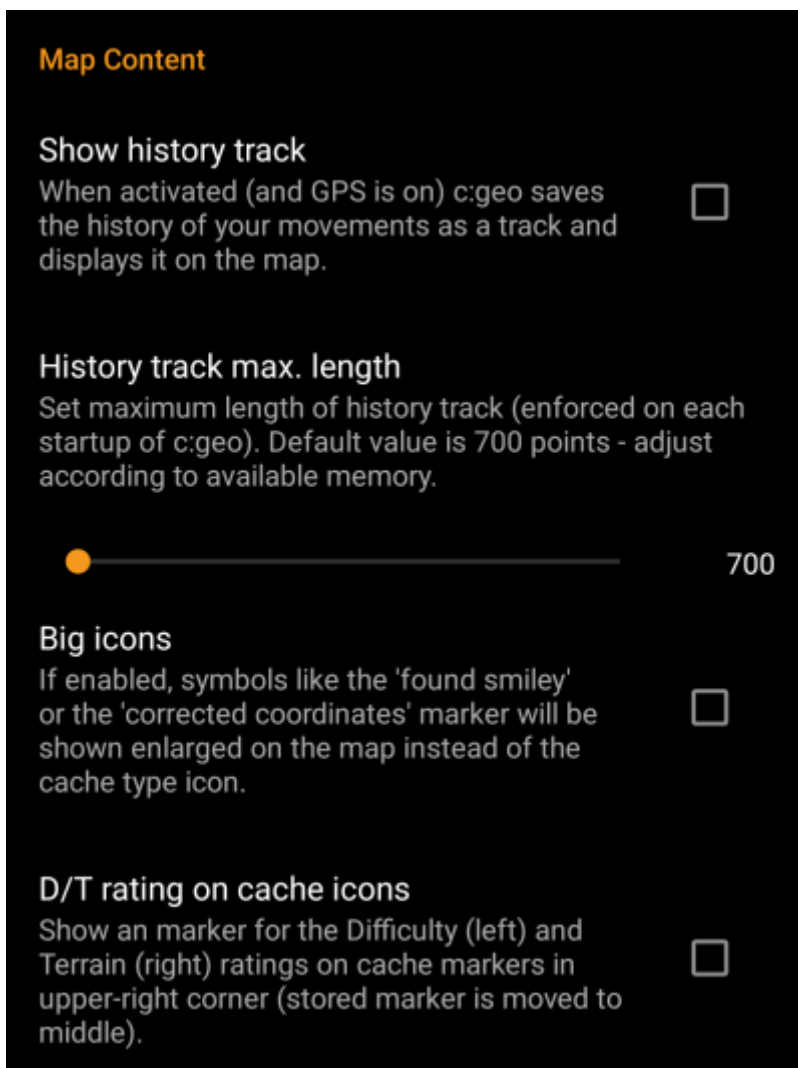 Map Content
Show history track
When activated (and GPS is on) c:geo saves
the history of your movements as a track and
displays it on the map.
History track max. length
Set maximum length of history track (enforced on each
startup of c:geo). Default value is 700 points - adjust
according to available memory.
700
Big icons
If enabled, symbols like the 'found smiley'
or the 'corrected coordinates' marker will be
shown enlarged on the map instead of the
cache type icon.
D/T rating on cache icons
Show an marker for the Difficulty (left) and
Terrain (right) ratings on cache markers in
upper-right corner (stored marker is moved to
middle).